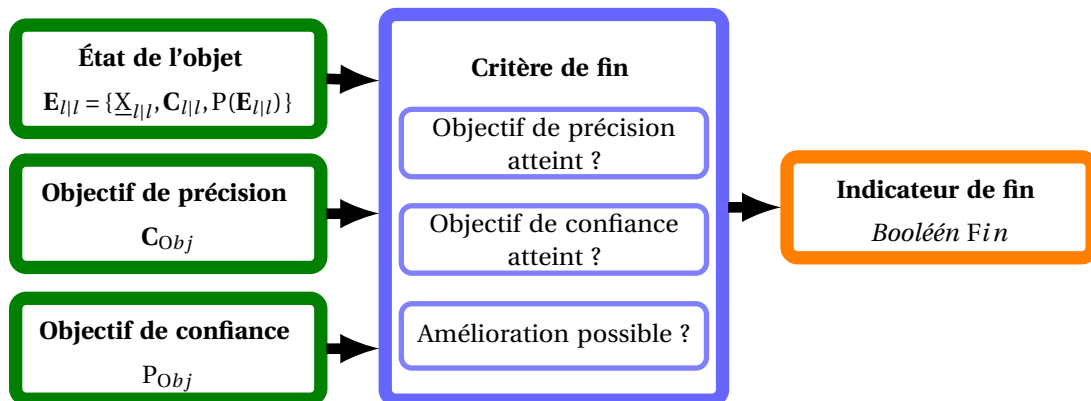 État de l'objet
E_{l|l} = {X_{l|l}, C_{l|l}, P(E_{l|l})}
Objectif de précision
C_{Obj}
Objectif de confiance
P_{Obj}
Critère de fin
Objectif de précision
atteint ?
Objectif de confiance
atteint ?
Amélioration possible ?
Indicateur de fin
Booléén Fin